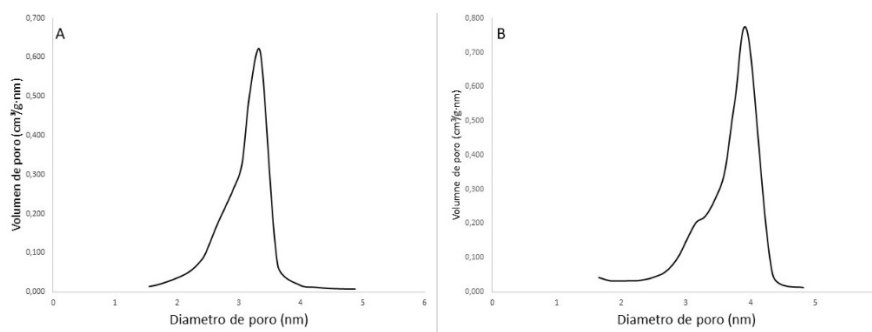 A
Volumen de poro (cm³/g·nm)
0,700
0,600
0,500
0,400
0,300
0,200
0,100
0,000
0 1 2 3 4 5 6
Diametro de poro (nm)
B
Volumne de poro (cm³/g·nm)
0,800
0,700
0,600
0,500
0,400
0,300
0,200
0,100
0,000
0 1 2 3 4 5
Diametro de poro (nm)